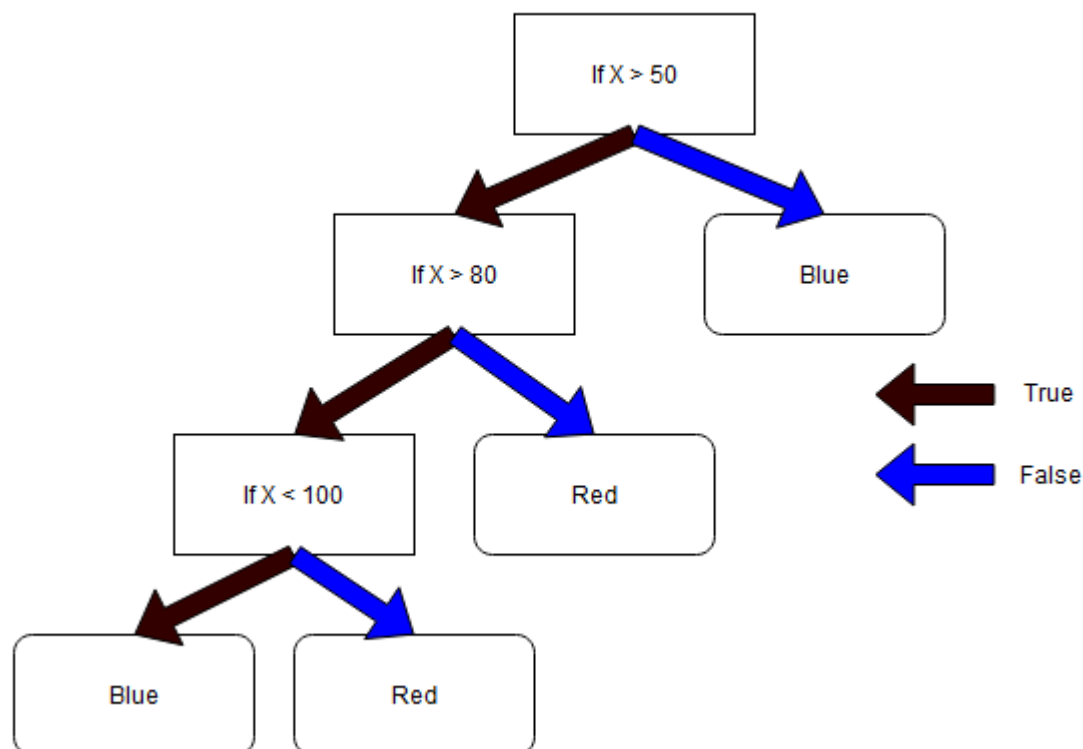 If X > 50
If X > 80
Blue
True
False
If X < 100
Red
Blue
Red